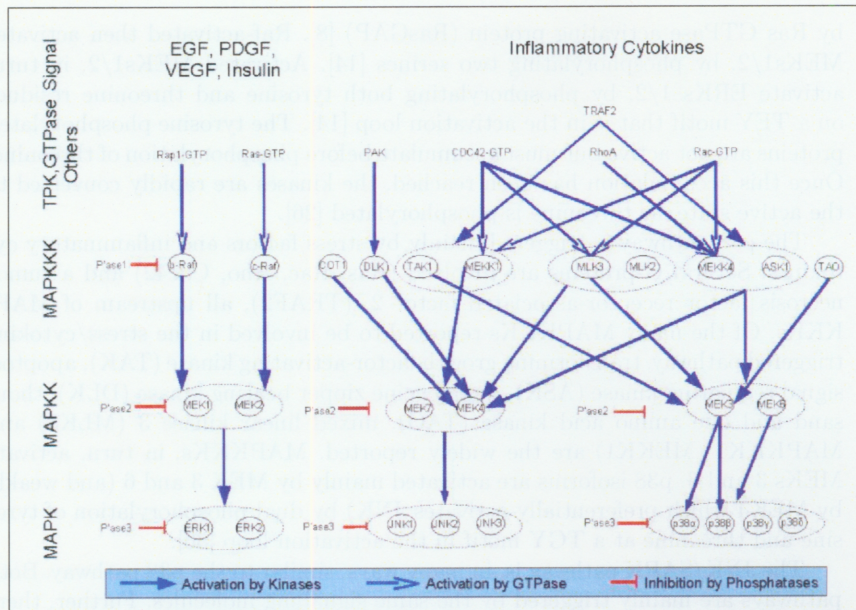 EGF, PDGF,
VEGF, Insulin
Inflammatory Cytokines
TPK,GTPase Signal
Others
TRAF2
Rap1-GTP Ras-GTP PAK CDC42-GTP RhoA Rac-GTP
MAPKKK
P'ase1 b-Raf c-Raf COT1 DLK TAK1 MEKK1 MLK3 MLK2 MEKK4 ASK1 TAO
MAPKK
P'ase2 MEK1 MEK2 P'ase2 MEK7 MEK4 P'ase2 MEK3 MEK6
MAPK
P'ase3 ERK1 ERK2 P'ase3 JNK1 JNK2 JNK3 P'ase3 p38α p38β p38γ p38δ
Activation by Kinases Activation by GTPase Inhibition by Phosphatases